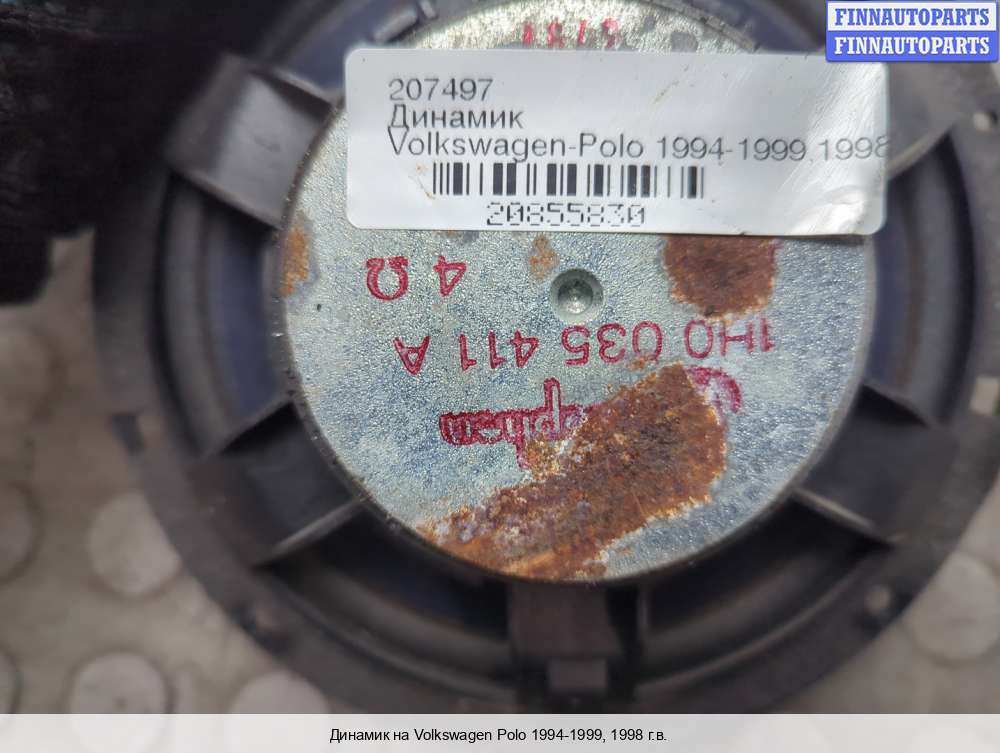 FINNAUTOPARTS
FINNAUTOPARTS
207497
Динамик
Volkswagen-Polo 1994-1999 1998
20855830
4 Ω
1H0 035 411 A
Динамик на Volkswagen Polo 1994-1999, 1998 г.в.